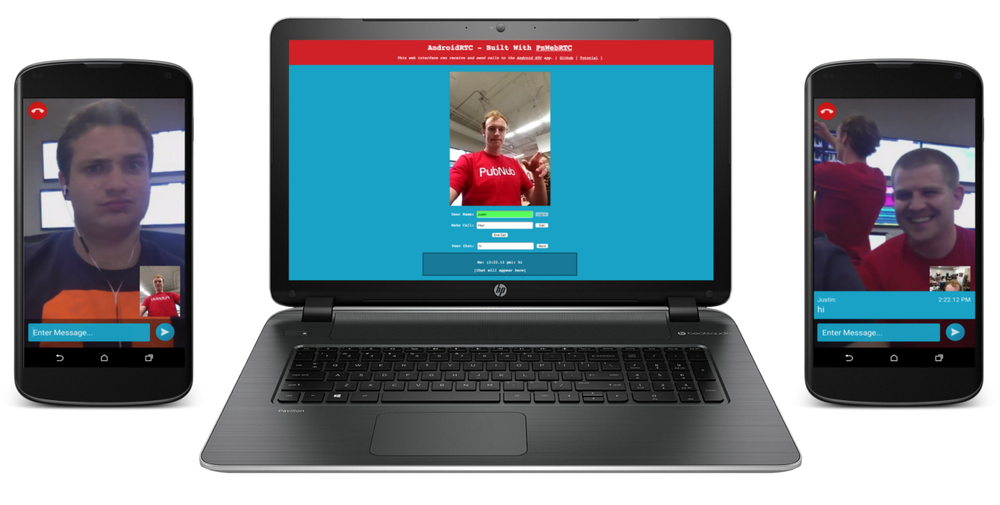 Enter Message...
AndroidRTC - Built With PnWebRTC
This web interface can receive and send calls to the Android RTC app. [ Github | Tutorial ]
PubNub
User Name: Justin
Make Call: Hey! Call
End Call
Peer Chat: hi Send
Me: (2:22.12 pm): hi
[Chat will appear here]
hp
beatsaudio
Q W E R T Y U I O P
A S D F G H J K L
Z X C V B N M
Pavilion
Justin: 2:22.12 PM
hi
Enter Message...